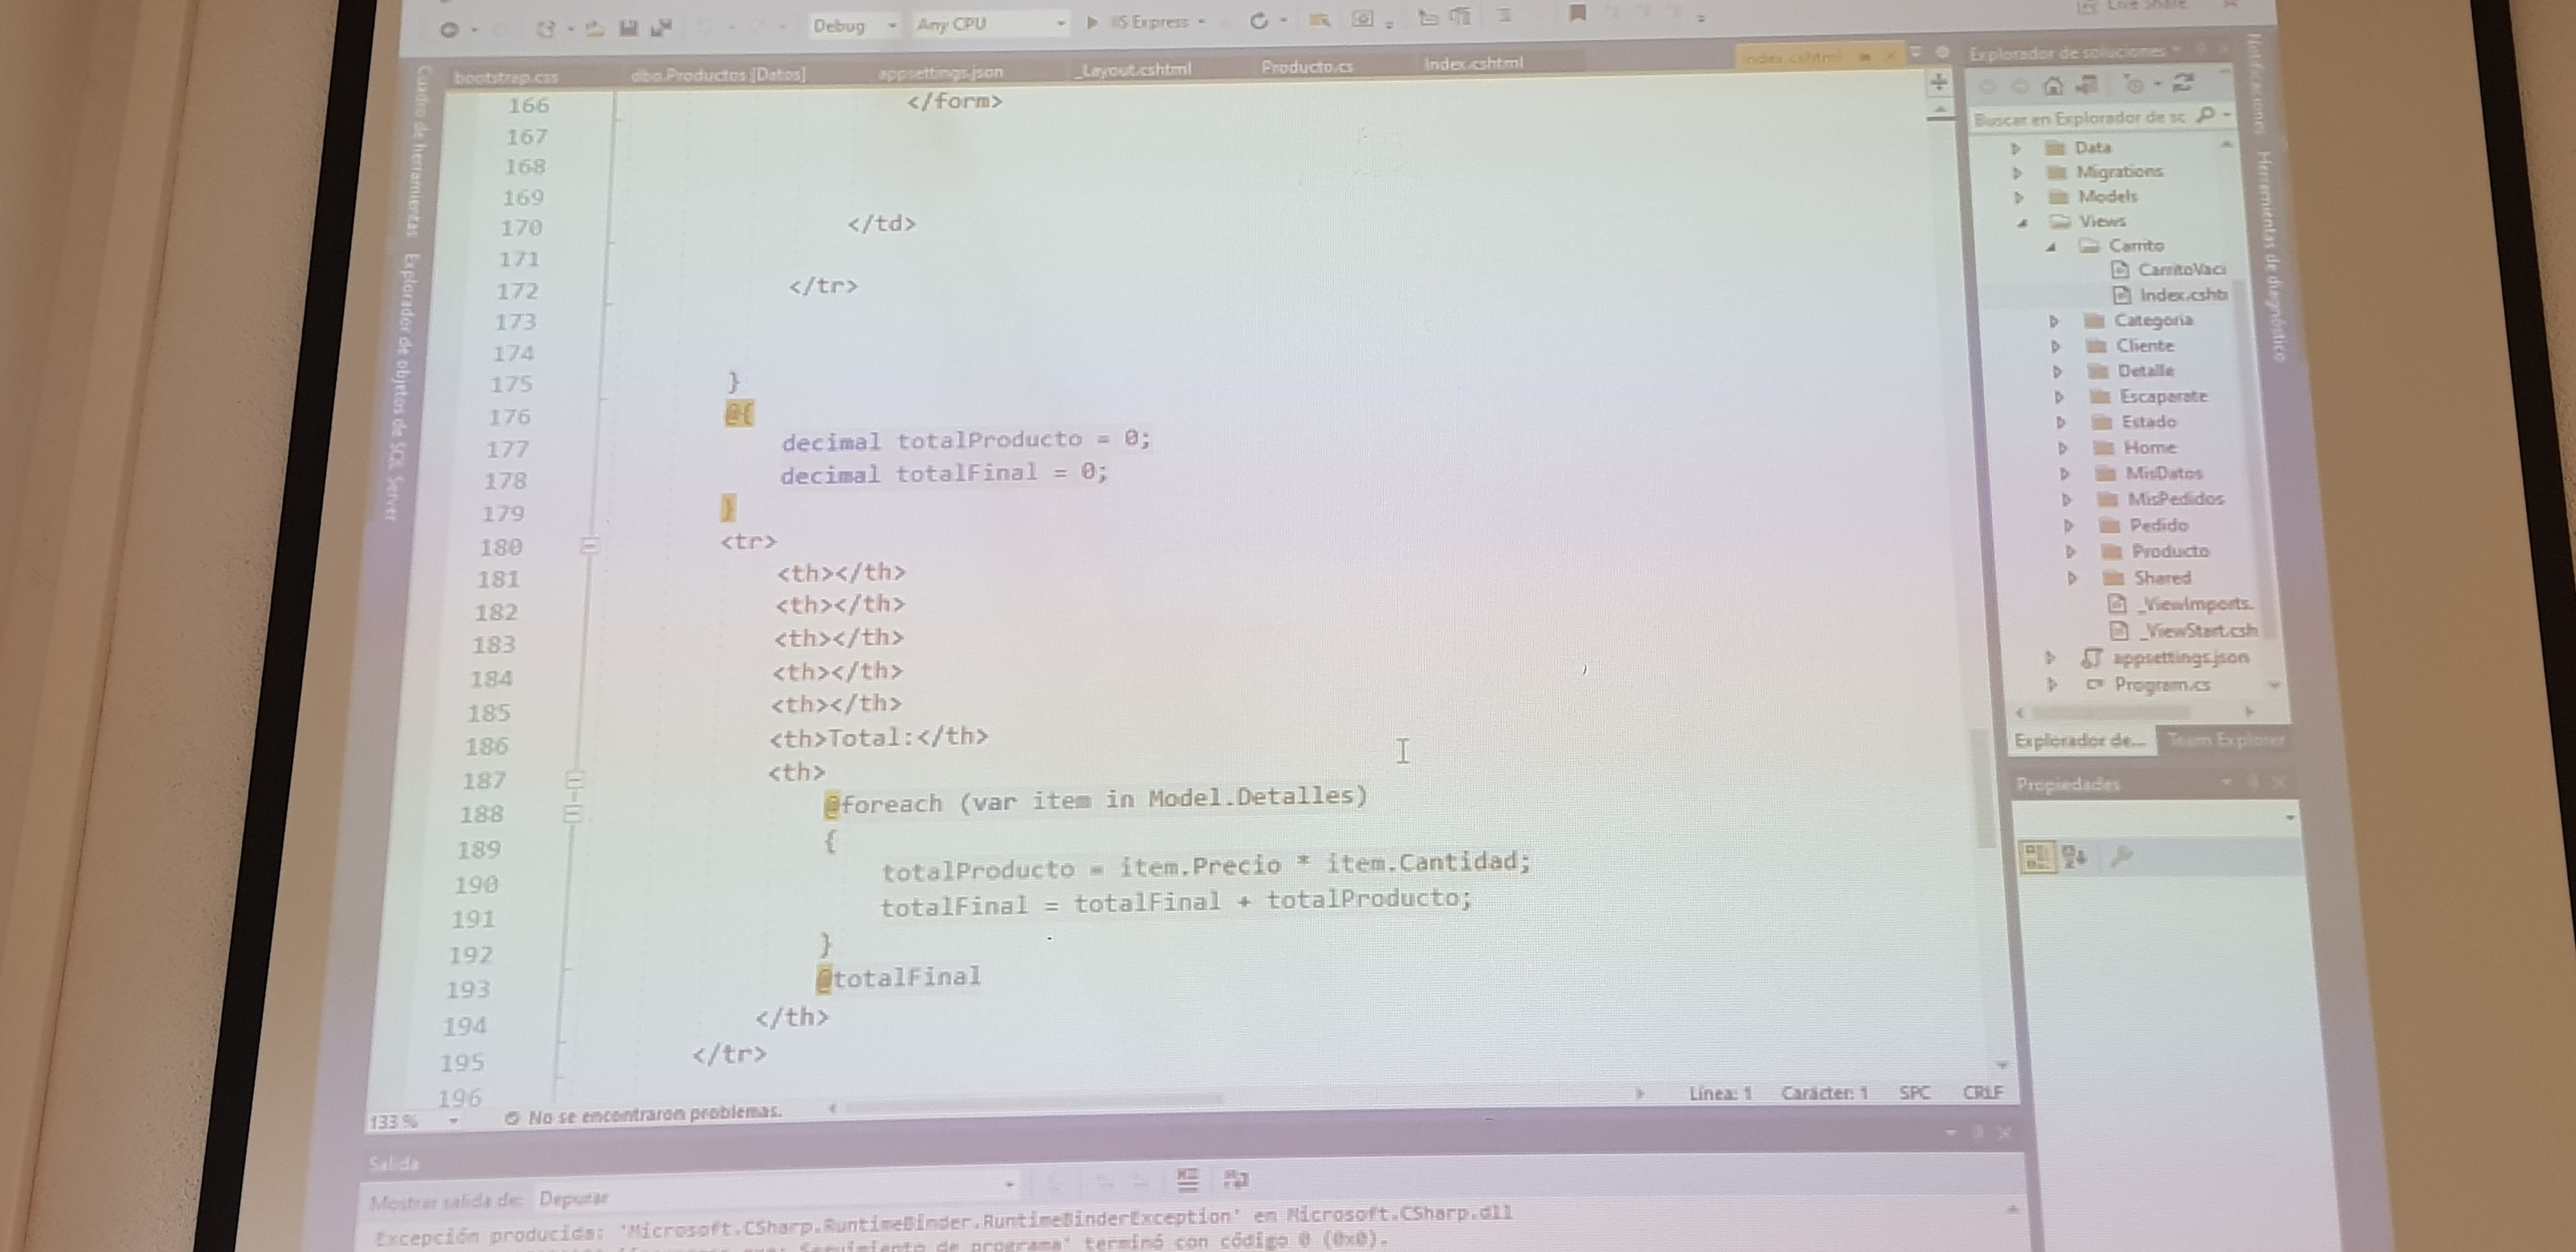 Debug Any CPU IIS Express
Live Share
bootstrap.css dbo.Productos [Datos] appsettings.json _Layout.cshtml Producto.cs Index.cshtml Index.cshtml
Cuadro de herramientas Explorador de objetos de SQL Server
166 </form>
167
168
169
170 </td>
171
172 </tr>
173
174
175 }
176 @{
177 decimal totalProducto = 0;
178 decimal totalFinal = 0;
179 }
180 <tr>
181 <th></th>
182 <th></th>
183 <th></th>
184 <th></th>
185 <th></th>
186 <th>Total:</th>
187 <th>
188 @foreach (var item in Model.Detalles)
189 {
190 totalProducto = item.Precio * item.Cantidad;
191 totalFinal = totalFinal + totalProducto;
192 }
193 @totalFinal
194 </th>
195 </tr>
196
133 % No se encontraron problemas. Línea: 1 Carácter: 1 SPC CRLF
Salida
Mostrar salida de: Depurar
Excepción producida: 'Microsoft.CSharp.RuntimeBinder.RuntimeBinderException' en Microsoft.CSharp.dll
Seguimiento de programa' terminó con código 0 (0x0).
Explorador de soluciones
Buscar en Explorador de sc
Data
Migrations
Models
Views
Carrito
CarritoVaci
Index.cshtı
Categoria
Cliente
Detalle
Escaparate
Estado
Home
MisDatos
MisPedidos
Pedido
Producto
Shared
_ViewImports.
_ViewStart.csh
appsettings.json
C# Program.cs
Explorador de... Team Explorer
Propiedades
Notificaciones Herramientas de diagnóstico